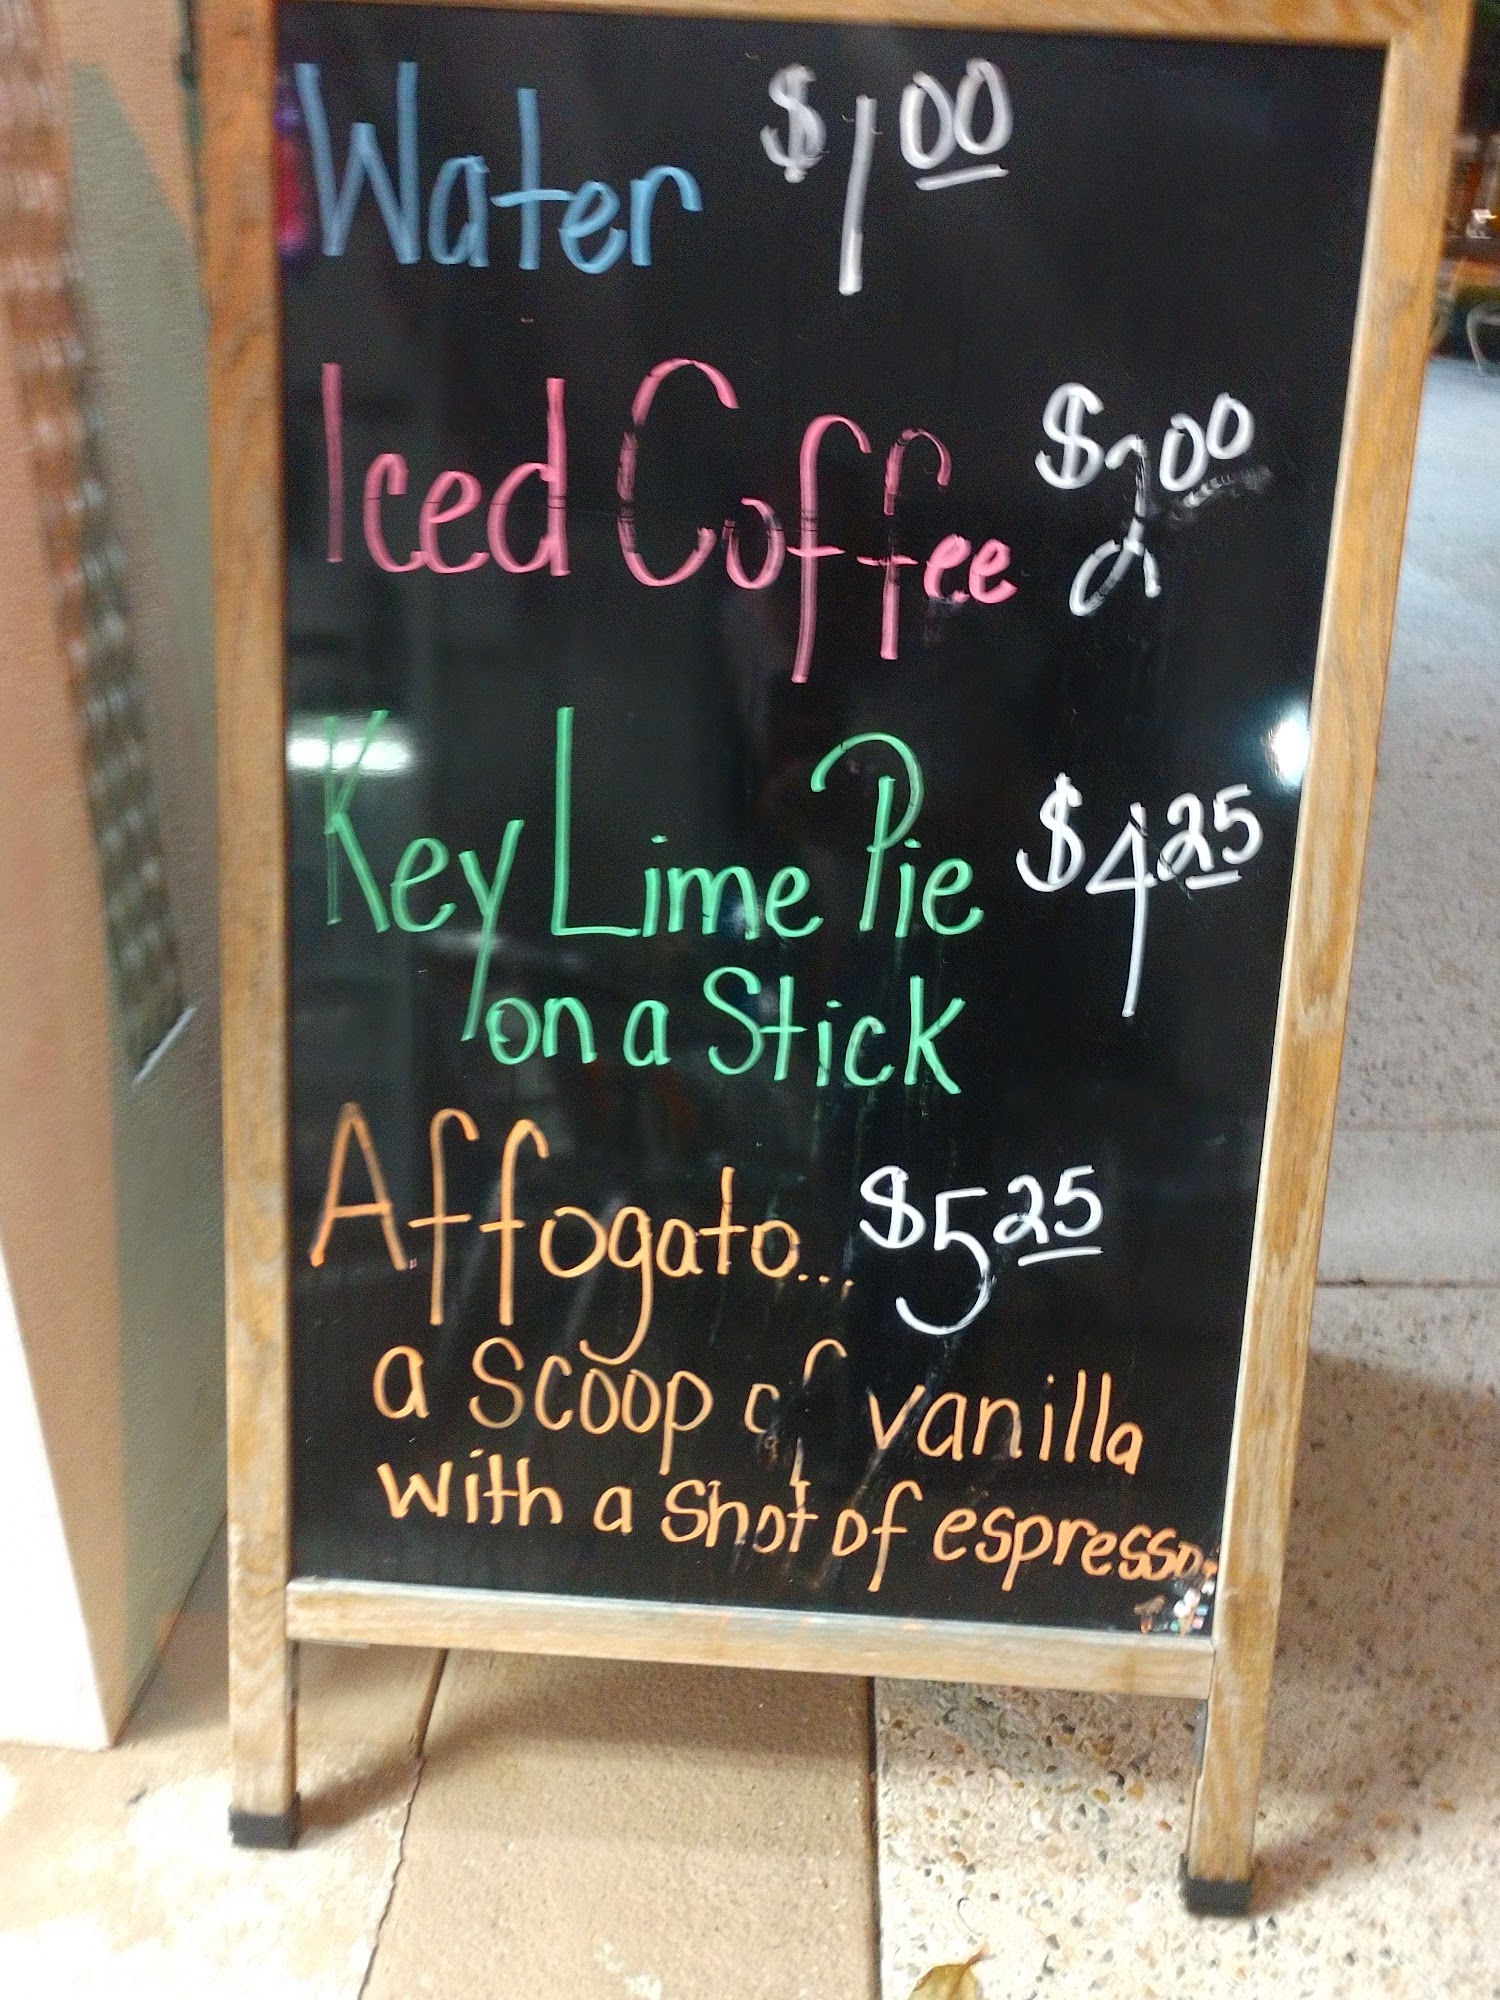 Water $1.00
Iced Coffee $2.00
Key Lime Pie $4.25
on a Stick
Affogato... $5.25
a scoop of vanilla
with a shot of espresso.